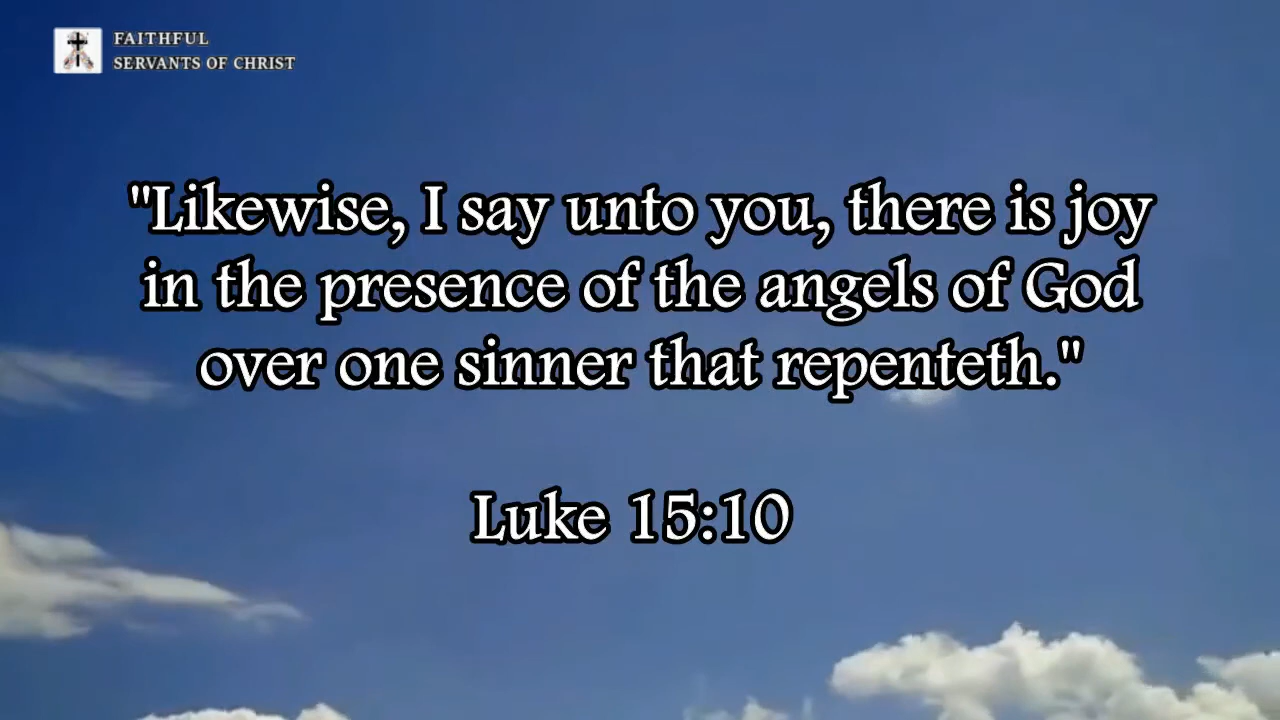 FAITHFUL
SERVANTS OF CHRIST
"Likewise, I say unto you, there is joy
in the presence of the angels of God
over one sinner that repenteth."
Luke 15:10